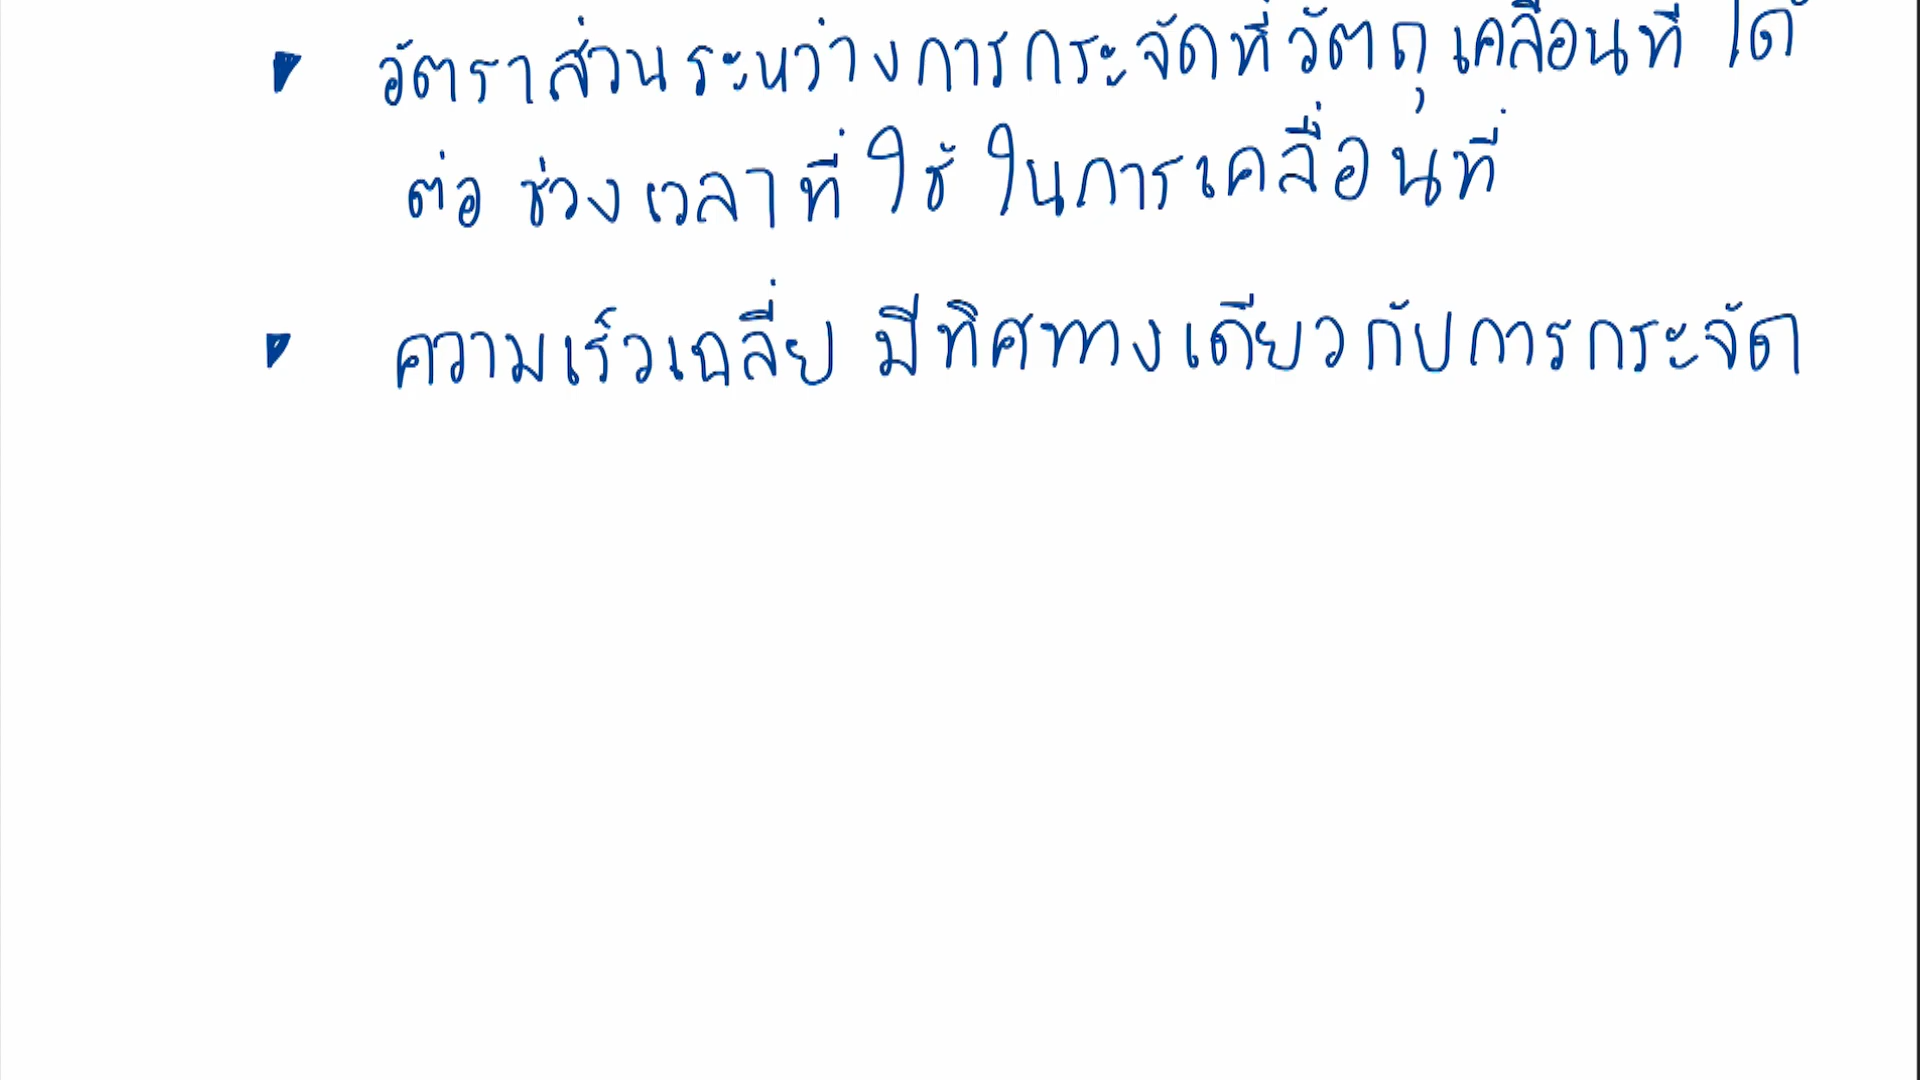 อัตราส่วนระหว่างการกระจัดที่วัตถุเคลื่อนที่ได้
ต่อ ช่วงเวลาที่ ใช้ ในการเคลื่อนที่
ความเร็วเฉลี่ย มีทิศทางเดียวกับการกระจัด